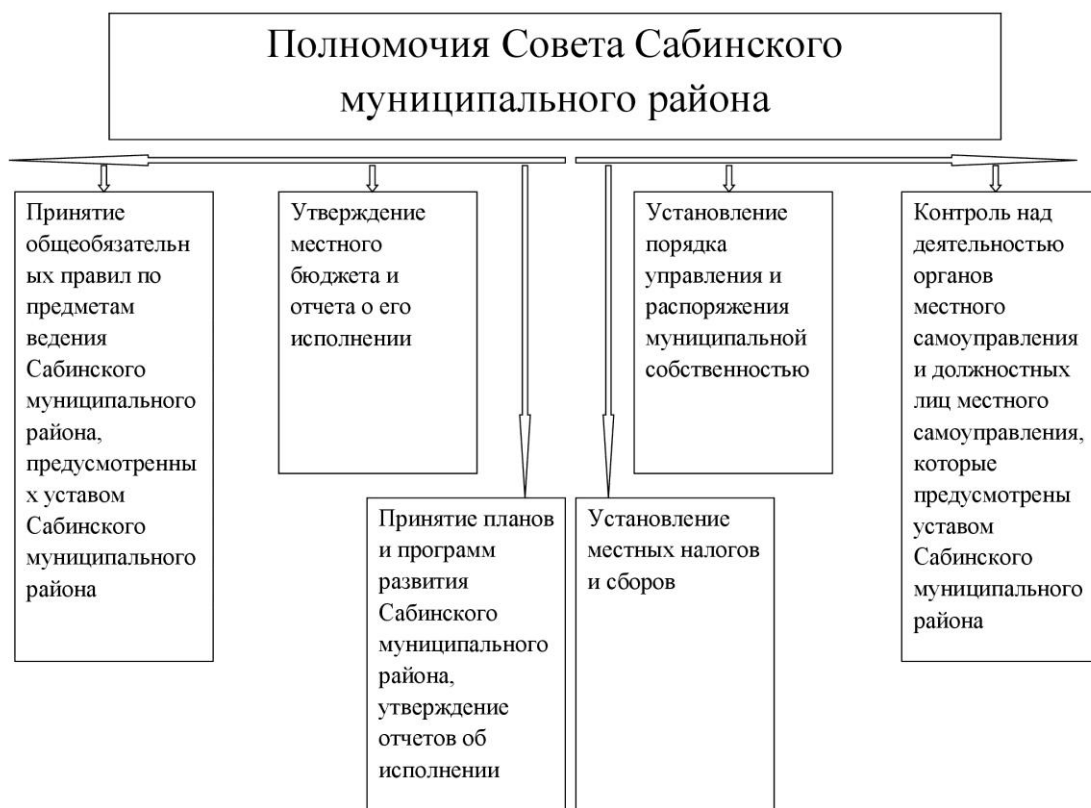 Полномочия Совета Сабинского
муниципального района
Принятие
общеобязательн
ых правил по
предметам
ведения
Сабинского
муниципального
района,
предусмотренны
х уставом
Сабинского
муниципального
района
Утверждение
местного
бюджета и
отчета о его
исполнении
Установление
порядка
управления и
распоряжения
муниципальной
собственностью
Контроль над
деятельностью
органов
местного
самоуправления
и должностных
лиц местного
самоуправления,
которые
предусмотрены
уставом
Сабинского
муниципального
района
Принятие планов
и программ
развития
Сабинского
муниципального
района,
утверждение
отчетов об
исполнении
Установление
местных налогов
и сборов